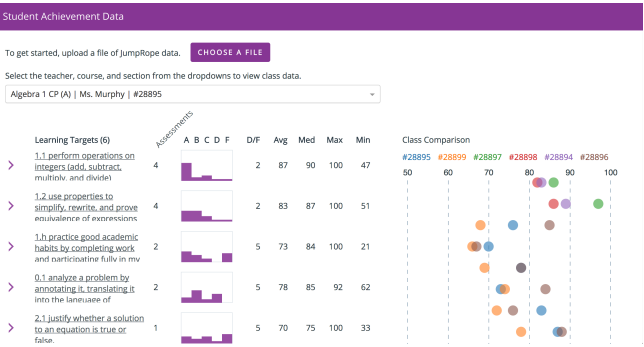 Student Achievement Data
To get started, upload a file of JumpRope data. CHOOSE A FILE
Select the teacher, course, and section from the dropdowns to view class data.
Algebra 1 CP (A) | Ms. Murphy | #28895
Learning Targets (6) Assessments A B C D F D/F Avg Med Max Min Class Comparison
#28895 #28899 #28897 #28898 #28894 #28896
50 60 70 80 90 100
1.1 perform operations on
integers (add, subtract,
multiply, and divide)
4 2 87 90 100 47
1.2 use properties to
simplify, rewrite, and prove
equivalence of expressions
4 2 83 87 100 51
1.h practice good academic
habits by completing work
and participating fully in my
2 5 73 84 100 21
0.1 analyze a problem by
annotating it, translating it
into the language of
2 5 78 85 92 62
2.1 justify whether a solution
to an equation is true or
false.
1 5 70 75 100 33